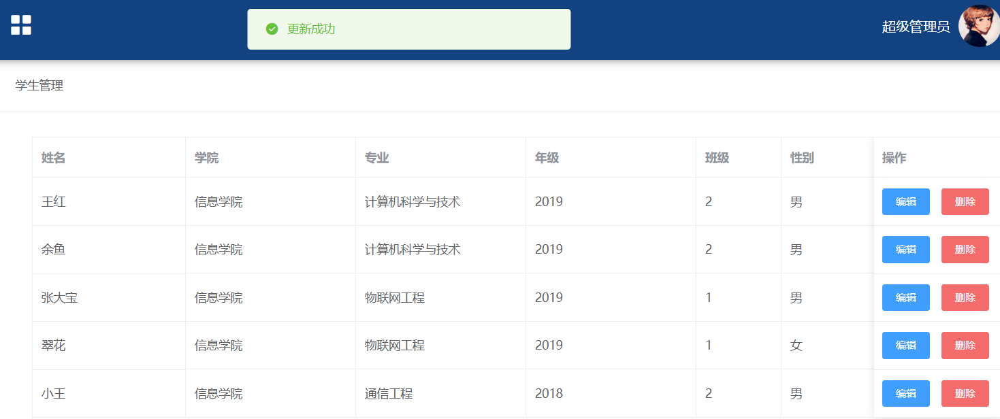 更新成功
超级管理员
学生管理
姓名 学院 专业 年级 班级 性别 操作
王红 信息学院 计算机科学与技术 2019 2 男 编辑 删除
余鱼 信息学院 计算机科学与技术 2019 2 男 编辑 删除
张大宝 信息学院 物联网工程 2019 1 男 编辑 删除
翠花 信息学院 物联网工程 2019 1 女 编辑 删除
小王 信息学院 通信工程 2018 2 男 编辑 删除